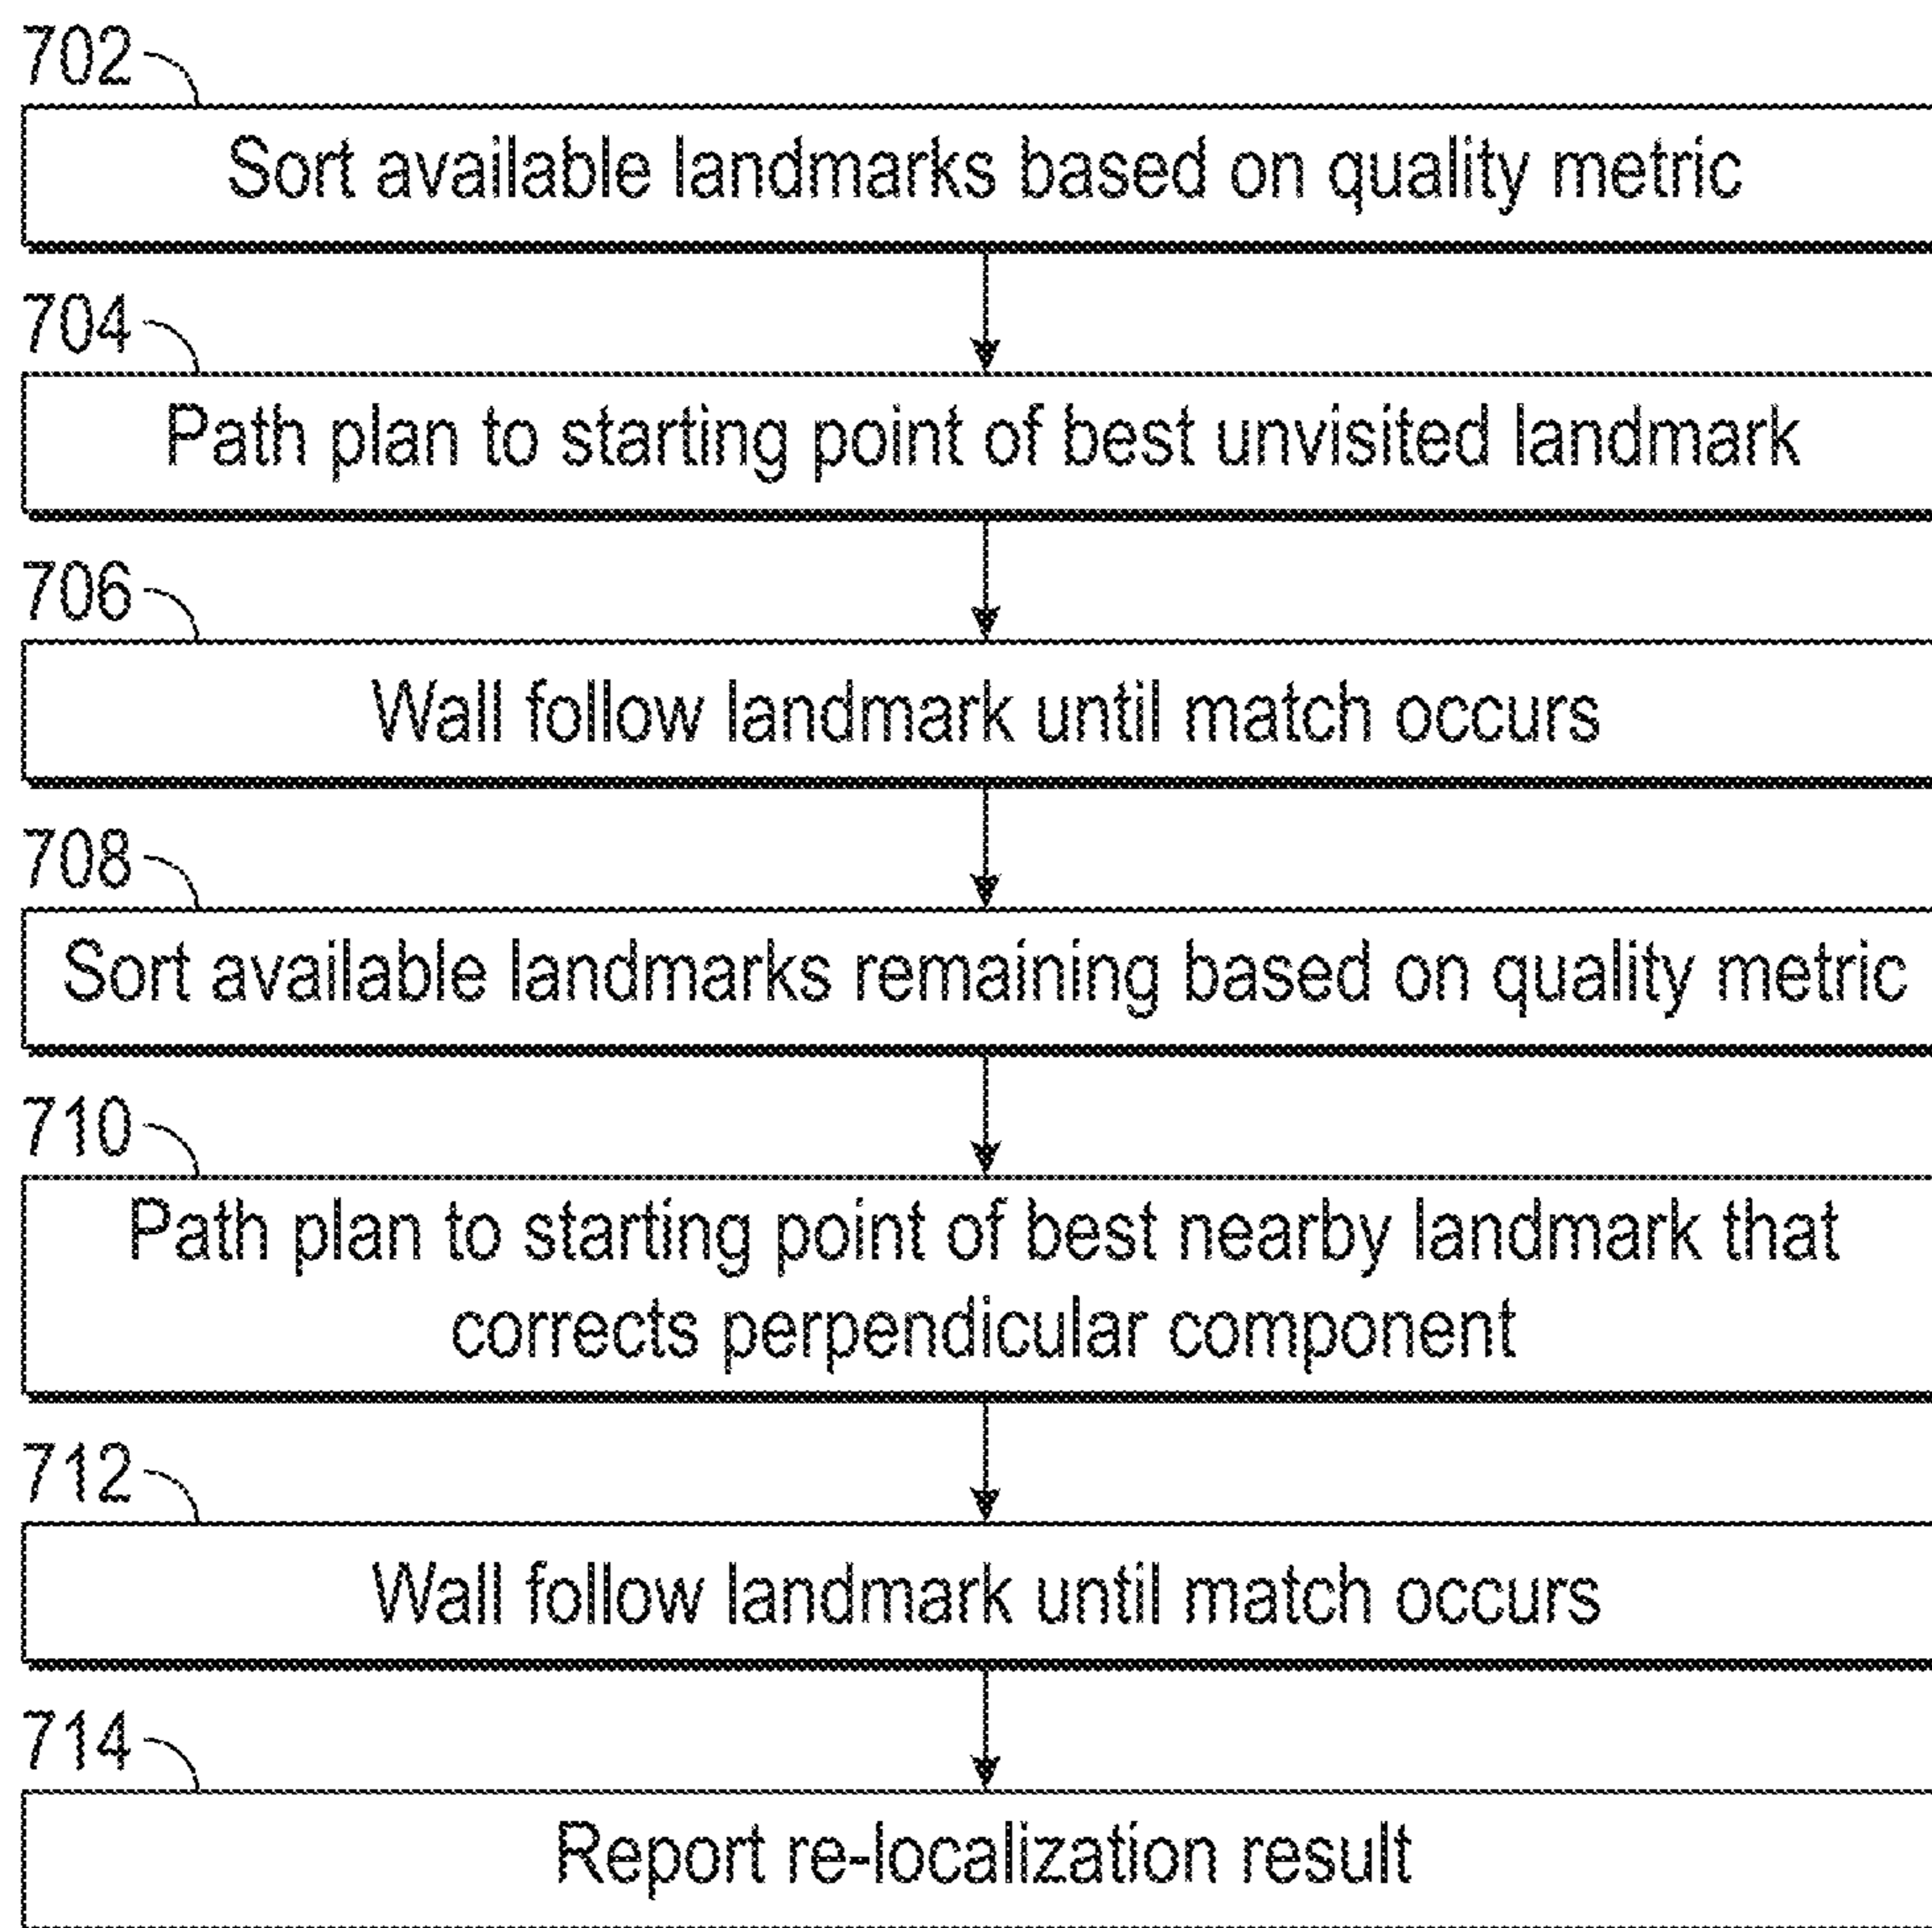 702
Sort available landmarks based on quality metric
704
Path plan to starting point of best unvisited landmark
706
Wall follow landmark until match occurs
708
Sort available landmarks remaining based on quality metric
710
Path plan to starting point of best nearby landmark that
corrects perpendicular component
712
Wall follow landmark until match occurs
714
Report re-localization result